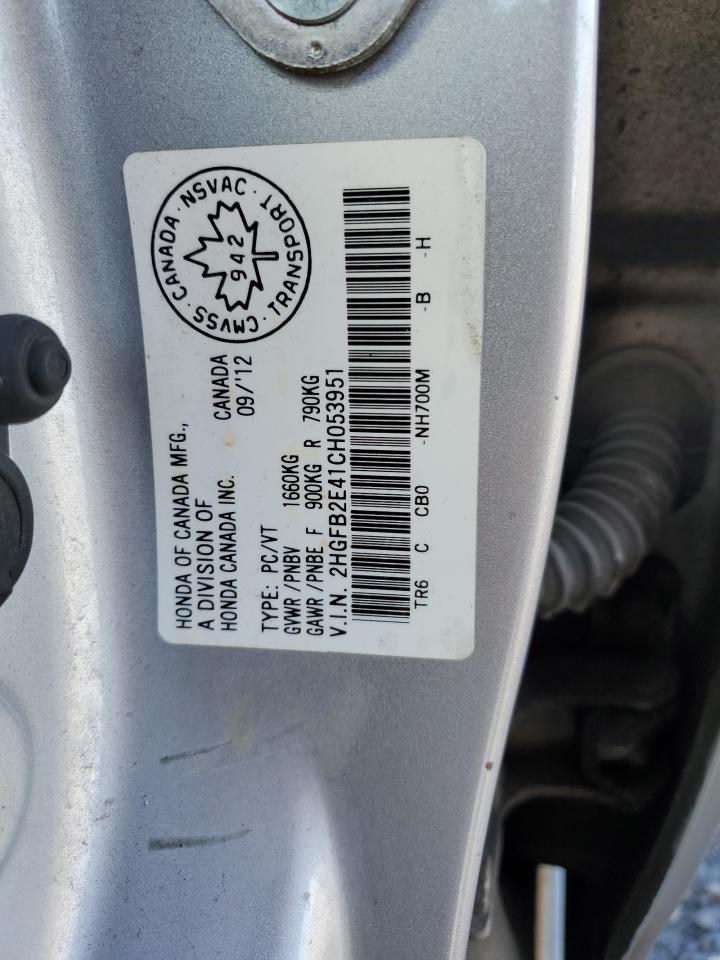 HONDA OF CANADA MFG.,
A DIVISION OF
HONDA CANADA INC. CANADA
09/'12
TYPE: PC/VT
GVWR /PNBV 1660KG
GAWR /PNBE F 900KG R 790KG
V.I.N. 2HGFB2E41CH053951
TR6 C CB0 -NH700M -B -H
CMVSS · CANADA · NSVAC · TRANSPORT ·
942